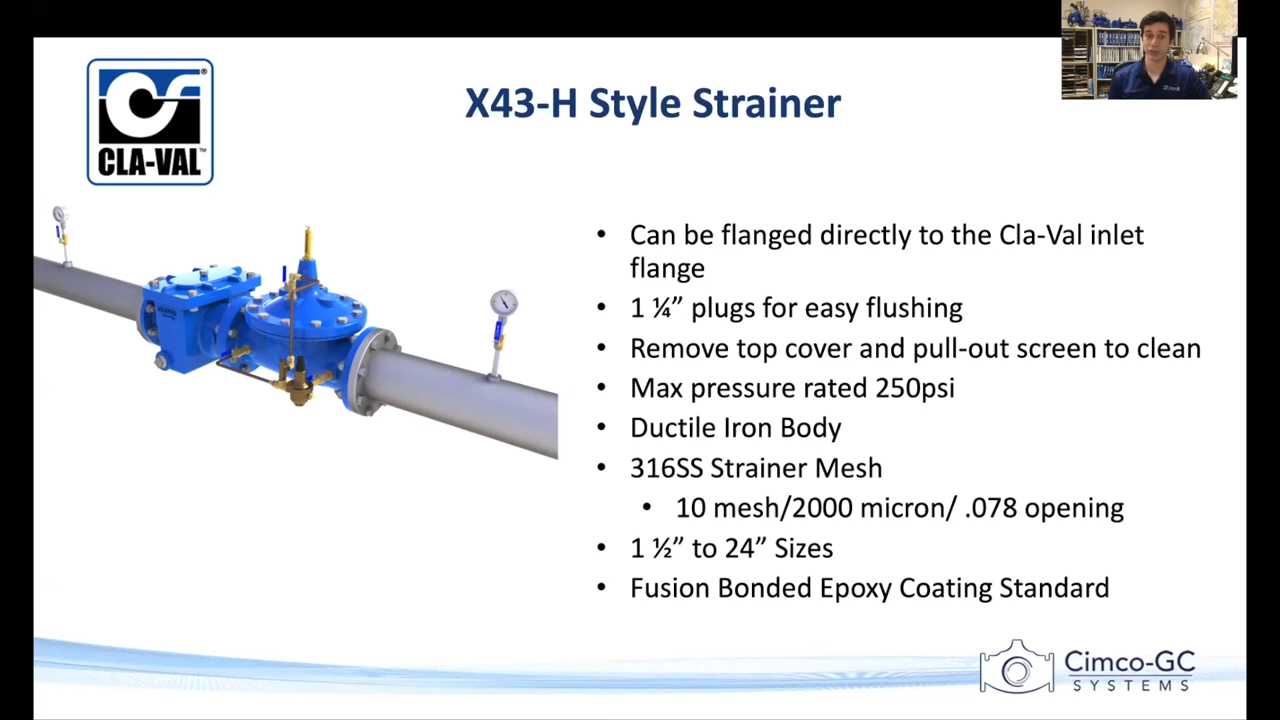 X43-H Style Strainer
CLA-VAL™
®
• Can be flanged directly to the Cla-Val inlet
flange
• 1 ¼” plugs for easy flushing
• Remove top cover and pull-out screen to clean
• Max pressure rated 250psi
• Ductile Iron Body
• 316SS Strainer Mesh
• 10 mesh/2000 micron/ .078 opening
• 1 ½” to 24” Sizes
• Fusion Bonded Epoxy Coating Standard
Cimco-GC
SYSTEMS